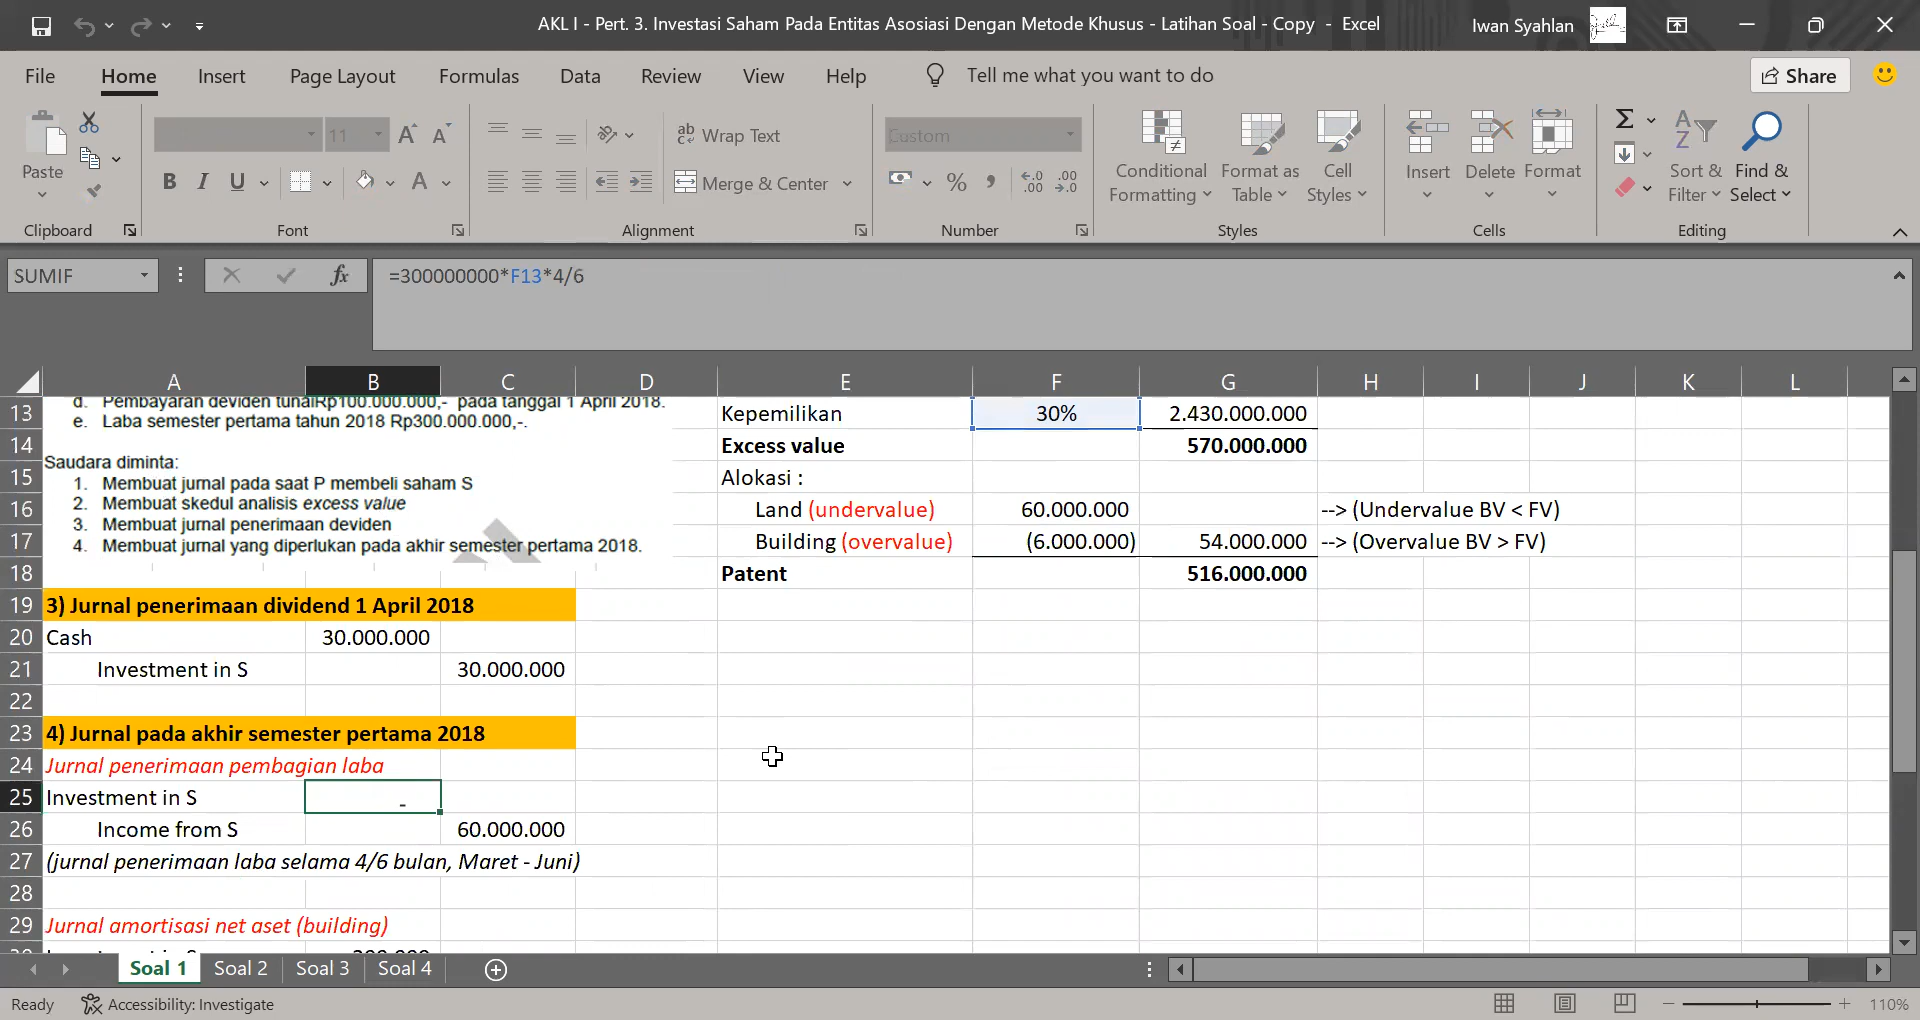 AKL I - Pert. 3. Investasi Saham Pada Entitas Asosiasi Dengan Metode Khusus - Latihan Soal - Copy - Excel
Iwan Syahlan
File Home Insert Page Layout Formulas Data Review View Help Tell me what you want to do Share
Paste
11
ab Wrap Text
Custom
B I U
Merge & Center
Conditional Formatting
Format as Table
Cell Styles
Insert Delete Format
Sort & Filter
Find & Select
Clipboard Font Alignment Number Styles Cells Editing
SUMIF fx =300000000*F13*4/6
A B C D E F G H I J K L
13 d. Pembayaran deviden tunaiRp100.000.000,- pada tanggal 1 April 2018. Kepemilikan 30% 2.430.000.000
e. Laba semester pertama tahun 2018 Rp300.000.000,-.
14 Excess value 570.000.000
15 Saudara diminta: Alokasi :
1. Membuat jurnal pada saat P membeli saham S
16 2. Membuat skedul analisis excess value Land (undervalue) 60.000.000 --> (Undervalue BV < FV)
3. Membuat jurnal penerimaan deviden
17 4. Membuat jurnal yang diperlukan pada akhir semester pertama 2018. Building (overvalue) (6.000.000) 54.000.000 --> (Overvalue BV > FV)
18 Patent 516.000.000
19 3) Jurnal penerimaan dividend 1 April 2018
20 Cash 30.000.000
21 Investment in S 30.000.000
22
23 4) Jurnal pada akhir semester pertama 2018
24 Jurnal penerimaan pembagian laba
25 Investment in S -
26 Income from S 60.000.000
27 (jurnal penerimaan laba selama 4/6 bulan, Maret - Juni)
28
29 Jurnal amortisasi net aset (building)
Soal 1 Soal 2 Soal 3 Soal 4
Ready Accessibility: Investigate 110%